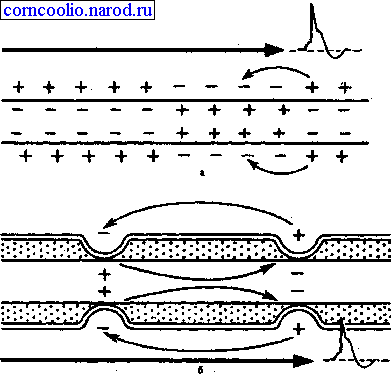 corncoolio.narod.ru
+ + + + + + − − − − + +
− − − − − − + + + + − −
− − − − − − + + + + − −
+ + + + + + − − − − + +
а
− +
+ −
+ −
− +
б